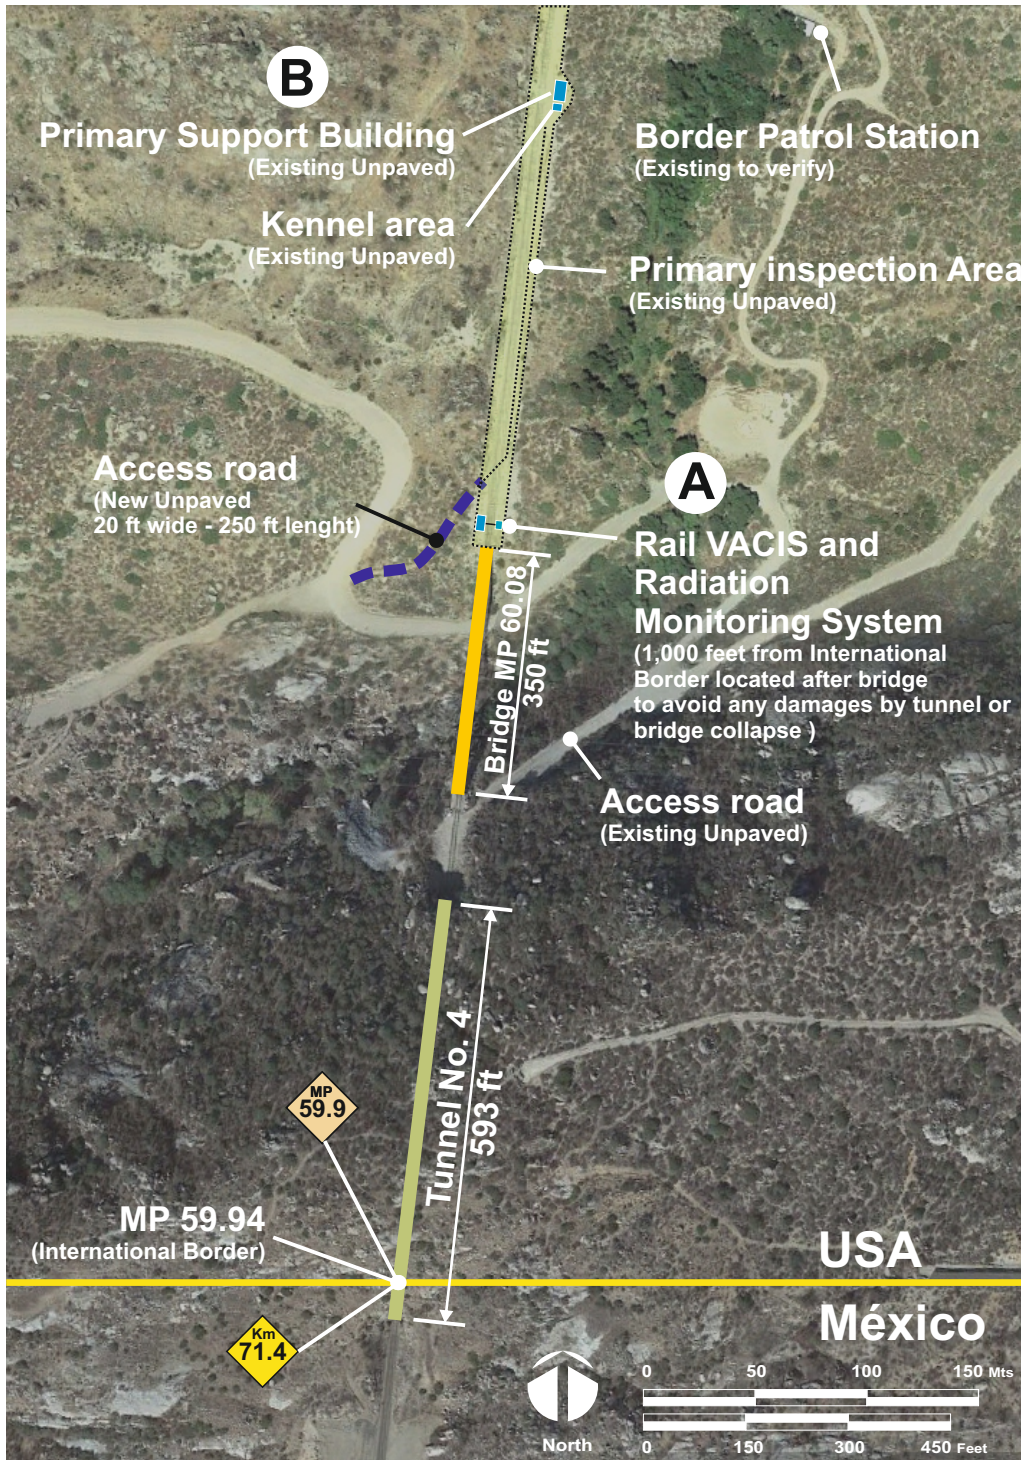 B
Primary Support Building
(Existing Unpaved)
Border Patrol Station
(Existing to verify)
Kennel area
(Existing Unpaved)
Primary inspection Area
(Existing Unpaved)
Access road
(New Unpaved
20 ft wide - 250 ft lenght)
A
Rail VACIS and
Radiation
Monitoring System
(1,000 feet from International
Border located after bridge
to avoid any damages by tunnel or
bridge collapse )
Bridge MP 60.08
350 ft
Access road
(Existing Unpaved)
Tunnel No. 4
593 ft
MP
59.9
MP 59.94
(International Border)
USA
México
Km
71.4
North
0 50 100 150 Mts
0 150 300 450 Feet